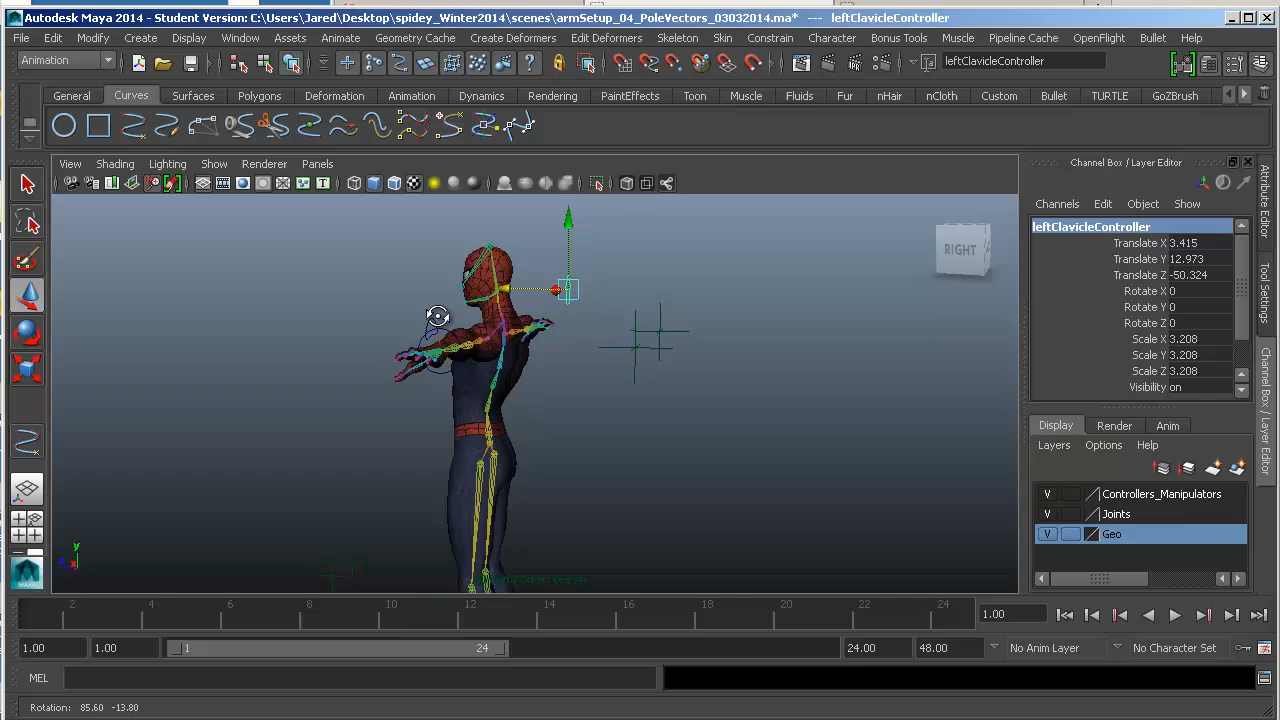 Autodesk Maya 2014 - Student Version: C:\Users\Jared\Desktop\spidey_Winter2014\scenes\armSetup_04_PoleVectors_03032014.ma* --- leftClavicleController
File Edit Modify Create Display Window Assets Animate Geometry Cache Create Deformers Edit Deformers Skeleton Skin Constrain Character Bonus Tools Muscle Pipeline Cache OpenFlight Bullet Help
Animation leftClavicleController
General Curves Surfaces Polygons Deformation Animation Dynamics Rendering PaintEffects Toon Muscle Fluids Fur nHair nCloth Custom Bullet TURTLE GoZBrush
View Shading Lighting Show Renderer Panels
Channel Box / Layer Editor
Channels Edit Object Show
leftClavicleController
Translate X 3.415
Translate Y 12.973
Translate Z -50.324
Rotate X 0
Rotate Y 0
Rotate Z 0
Scale X 3.208
Scale Y 3.208
Scale Z 3.208
Visibility on
RIGHT
Display Render Anim
Layers Options Help
V Controllers_Manipulators
V Joints
V Geo
Attribute Editor
Tool Settings
Channel Box / Layer Editor
y
x
2 4 6 8 10 12 14 16 18 20 22 24
1.00
1.00 1.00 1 24 24.00 48.00 No Anim Layer No Character Set
MEL
Rotation: 85.60 -13.80